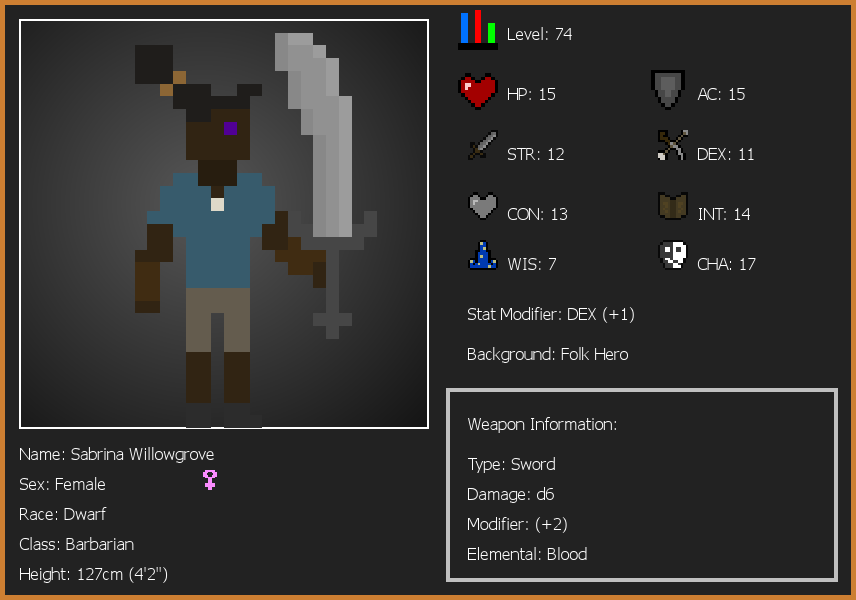 Level: 74
HP: 15
AC: 15
STR: 12
DEX: 11
CON: 13
INT: 14
WIS: 7
CHA: 17
Stat Modifier: DEX (+1)
Background: Folk Hero
Weapon Information:
Type: Sword
Damage: d6
Modifier: (+2)
Elemental: Blood
Name: Sabrina Willowgrove
Sex: Female
Race: Dwarf
Class: Barbarian
Height: 127cm (4'2")